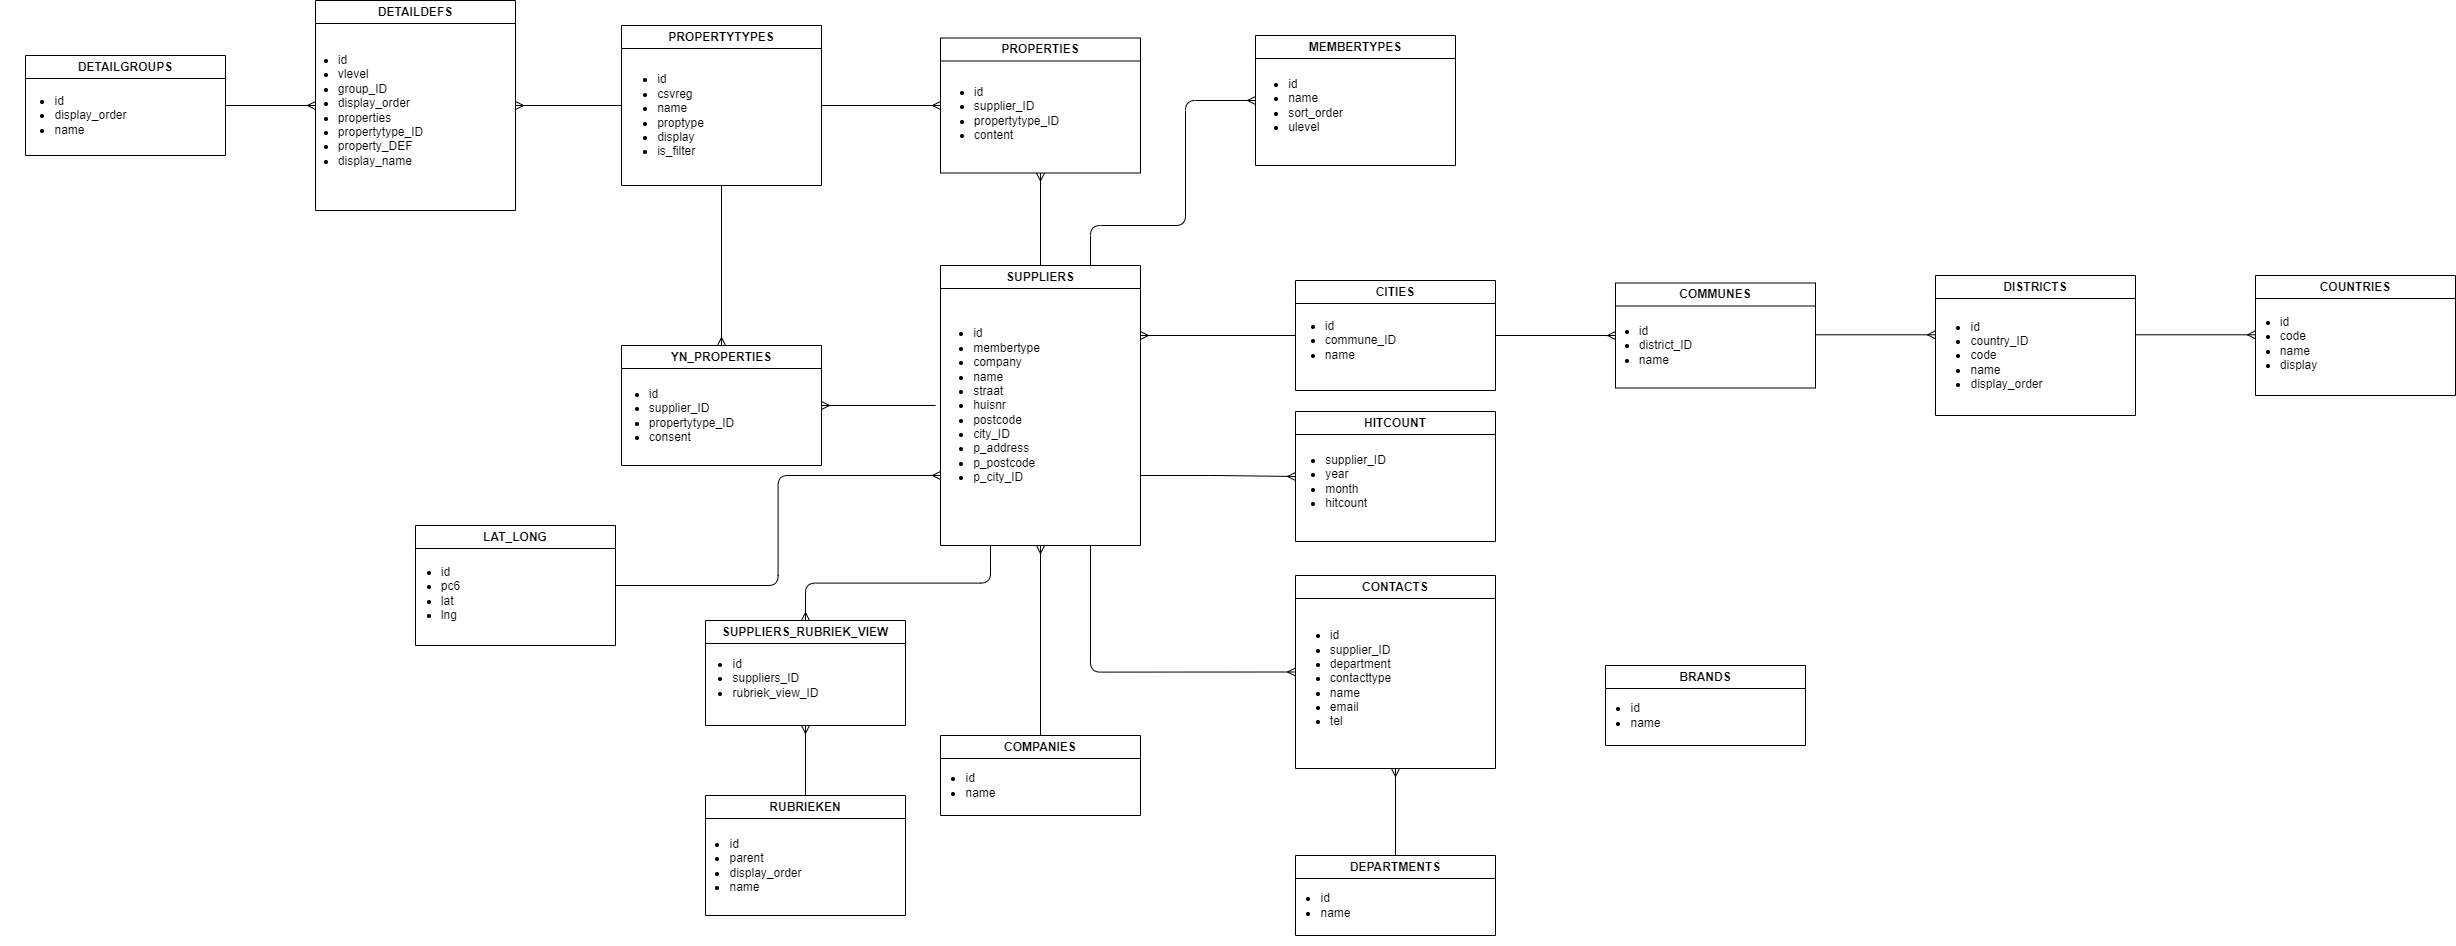 DETAILDEFS
id
vlevel
group_ID
display_order
properties
propertytype_ID
property_DEF
display_name
DETAILGROUPS
id
display_order
name
PROPERTYTYPES
id
csvreg
name
proptype
display
is_filter
PROPERTIES
id
supplier_ID
propertytype_ID
content
MEMBERTYPES
id
name
sort_order
ulevel
SUPPLIERS
id
membertype
company
name
straat
huisnr
postcode
city_ID
p_address
p_postcode
p_city_ID
CITIES
id
commune_ID
name
COMMUNES
id
district_ID
name
DISTRICTS
id
country_ID
code
name
display_order
COUNTRIES
id
code
name
display
YN_PROPERTIES
id
supplier_ID
propertytype_ID
consent
HITCOUNT
supplier_ID
year
month
hitcount
LAT_LONG
id
pc6
lat
lng
SUPPLIERS_RUBRIEK_VIEW
id
suppliers_ID
rubriek_view_ID
CONTACTS
id
supplier_ID
department
contacttype
name
email
tel
BRANDS
id
name
COMPANIES
id
name
RUBRIEKEN
id
parent
display_order
name
DEPARTMENTS
id
name